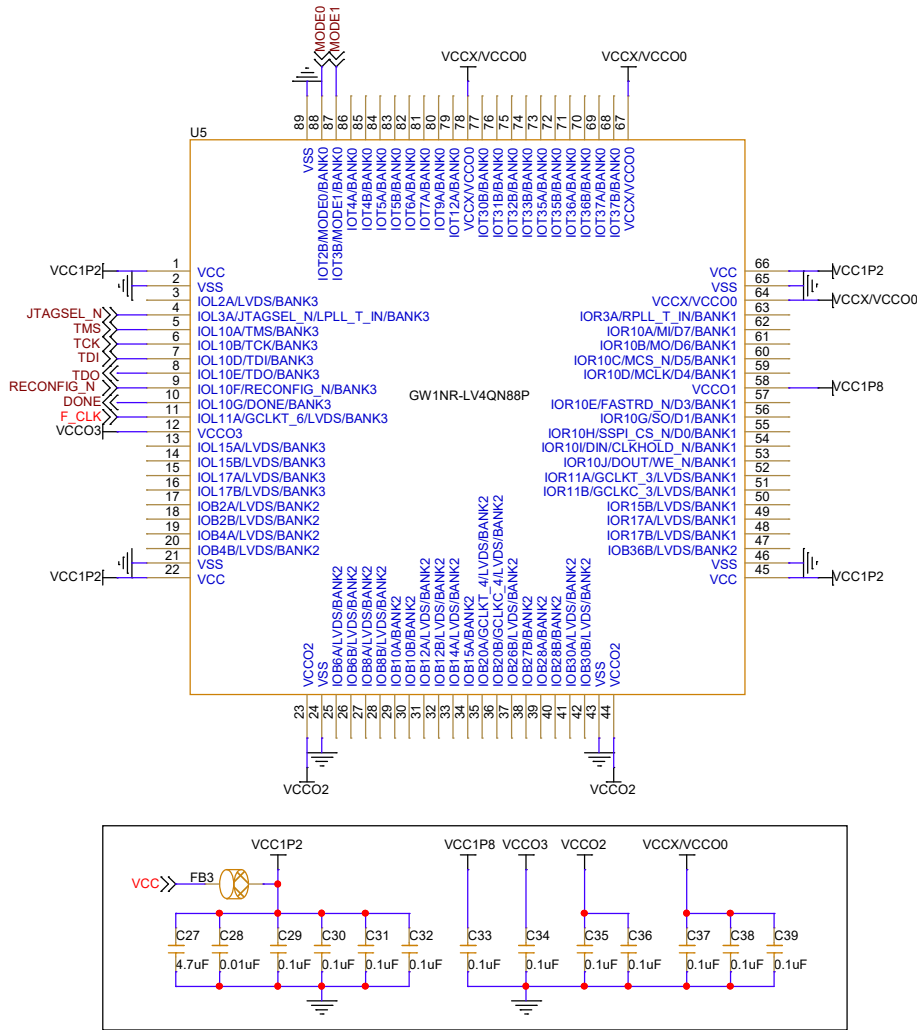 MODE0
MODE1
VCCX/VCCO0
VCCX/VCCO0
89
88
87
86
85
84
83
82
81
80
79
78
77
76
75
74
73
72
71
70
69
68
67
U5
VSS
IOT2B/MODE0/BANK0
IOT3B/MODE1/BANK0
IOT4A/BANK0
IOT4B/BANK0
IOT5A/BANK0
IOT5B/BANK0
IOT6A/BANK0
IOT7A/BANK0
IOT9A/BANK0
IOT12A/BANK0
VCCX/VCCO0
IOT30B/BANK0
IOT31B/BANK0
IOT32B/BANK0
IOT33B/BANK0
IOT35A/BANK0
IOT35B/BANK0
IOT36A/BANK0
IOT36B/BANK0
IOT37A/BANK0
IOT37B/BANK0
VCCX/VCCO0
VCC1P2 1 VCC
2 VSS
3 IOL2A/LVDS/BANK3
JTAGSEL_N 4 IOL3A/JTAGSEL_N/LPLL_T_IN/BANK3
TMS 5 IOL10A/TMS/BANK3
TCK 6 IOL10B/TCK/BANK3
TDI 7 IOL10D/TDI/BANK3
TDO 8 IOL10E/TDO/BANK3
RECONFIG_N 9 IOL10F/RECONFIG_N/BANK3
DONE 10 IOL10G/DONE/BANK3
F_CLK 11 IOL11A/GCLKT_6/LVDS/BANK3
VCCO3 12 VCCO3
13 IOL15A/LVDS/BANK3
14 IOL15B/LVDS/BANK3
15 IOL17A/LVDS/BANK3
16 IOL17B/LVDS/BANK3
17 IOB2A/LVDS/BANK2
18 IOB2B/LVDS/BANK2
19 IOB4A/LVDS/BANK2
20 IOB4B/LVDS/BANK2
21 VSS
VCC1P2 22 VCC
GW1NR-LV4QN88P
VCC 66 VCC1P2
VSS 65
VCCX/VCCO0 64 VCCX/VCCO0
IOR3A/RPLL_T_IN/BANK1 63
IOR10A/MI/D7/BANK1 62
IOR10B/MO/D6/BANK1 61
IOR10C/MCS_N/D5/BANK1 60
IOR10D/MCLK/D4/BANK1 59
VCCO1 58 VCC1P8
IOR10E/FASTRD_N/D3/BANK1 57
IOR10G/SO/D1/BANK1 56
IOR10H/SSPI_CS_N/D0/BANK1 55
IOR10I/DIN/CLKHOLD_N/BANK1 54
IOR10J/DOUT/WE_N/BANK1 53
IOR11A/GCLKT_3/LVDS/BANK1 52
IOR11B/GCLKC_3/LVDS/BANK1 51
IOR15B/LVDS/BANK1 50
IOR17A/LVDS/BANK1 49
IOR17B/LVDS/BANK1 48
IOB36B/LVDS/BANK2 47
VSS 46
VCC 45 VCC1P2
VCCO2
VSS
IOB6A/LVDS/BANK2
IOB6B/LVDS/BANK2
IOB8A/LVDS/BANK2
IOB8B/LVDS/BANK2
IOB10A/BANK2
IOB10B/BANK2
IOB12A/LVDS/BANK2
IOB12B/LVDS/BANK2
IOB14A/LVDS/BANK2
IOB15A/BANK2
IOB20A/GCLKT_4/LVDS/BANK2
IOB20B/GCLKC_4/LVDS/BANK2
IOB26B/LVDS/BANK2
IOB27B/BANK2
IOB28A/BANK2
IOB28B/BANK2
IOB30A/LVDS/BANK2
IOB30B/LVDS/BANK2
VSS
VCCO2
23
24
25
26
27
28
29
30
31
32
33
34
35
36
37
38
39
40
41
42
43
44
VCCO2
VCCO2
VCC1P2 VCC1P8 VCCO3 VCCO2 VCCX/VCCO0
VCC FB3
C27 C28 C29 C30 C31 C32 C33 C34 C35 C36 C37 C38 C39
4.7uF 0.01uF 0.1uF 0.1uF 0.1uF 0.1uF 0.1uF 0.1uF 0.1uF 0.1uF 0.1uF 0.1uF 0.1uF